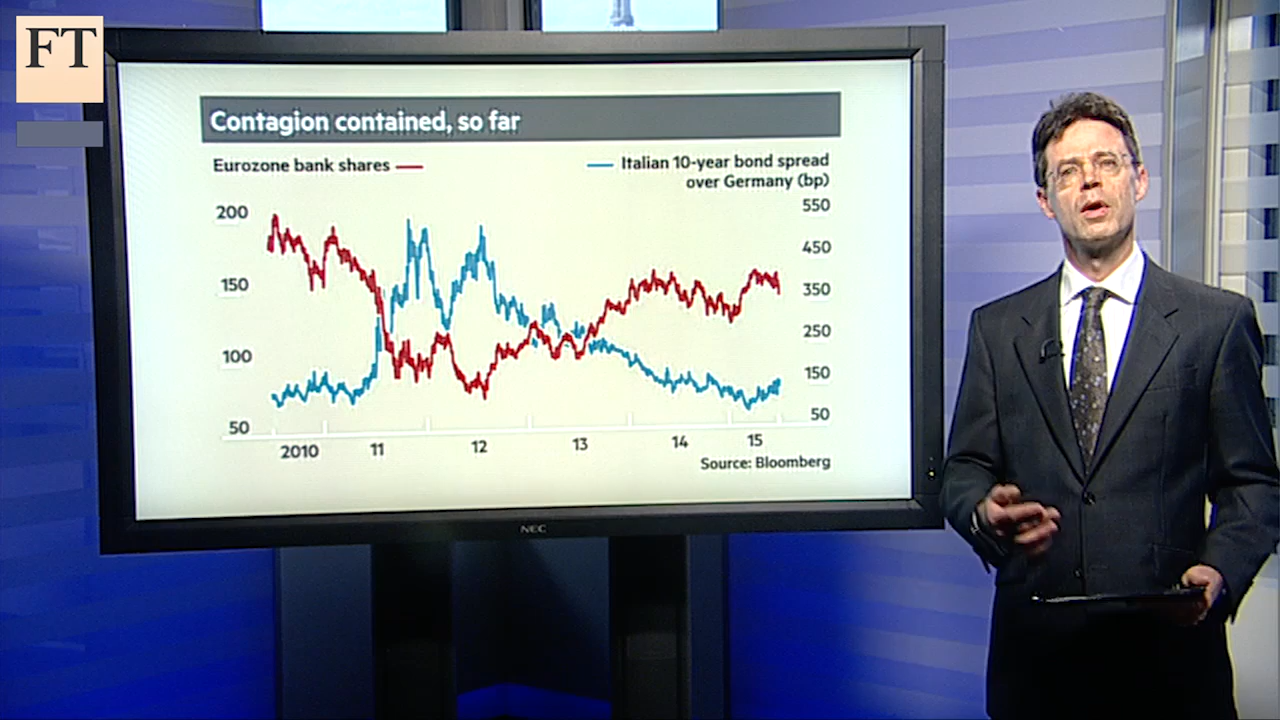 FT
Contagion contained, so far
Eurozone bank shares
Italian 10-year bond spread
over Germany (bp)
200
150
100
50
550
450
350
250
150
50
2010 11 12 13 14 15
Source: Bloomberg
NEC